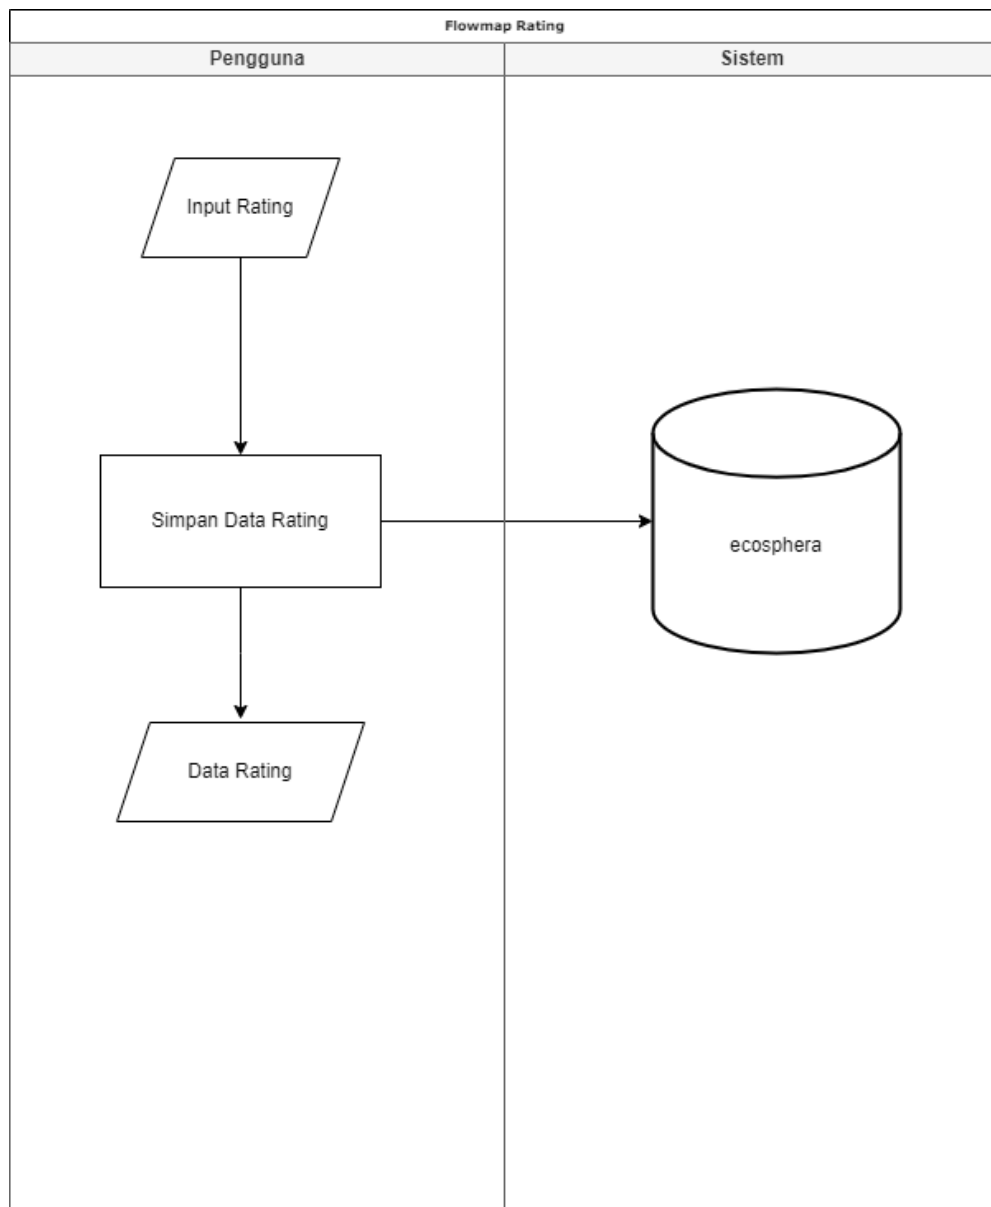 Flowmap Rating
Pengguna
Sistem
Input Rating
Simpan Data Rating
ecosphera
Data Rating